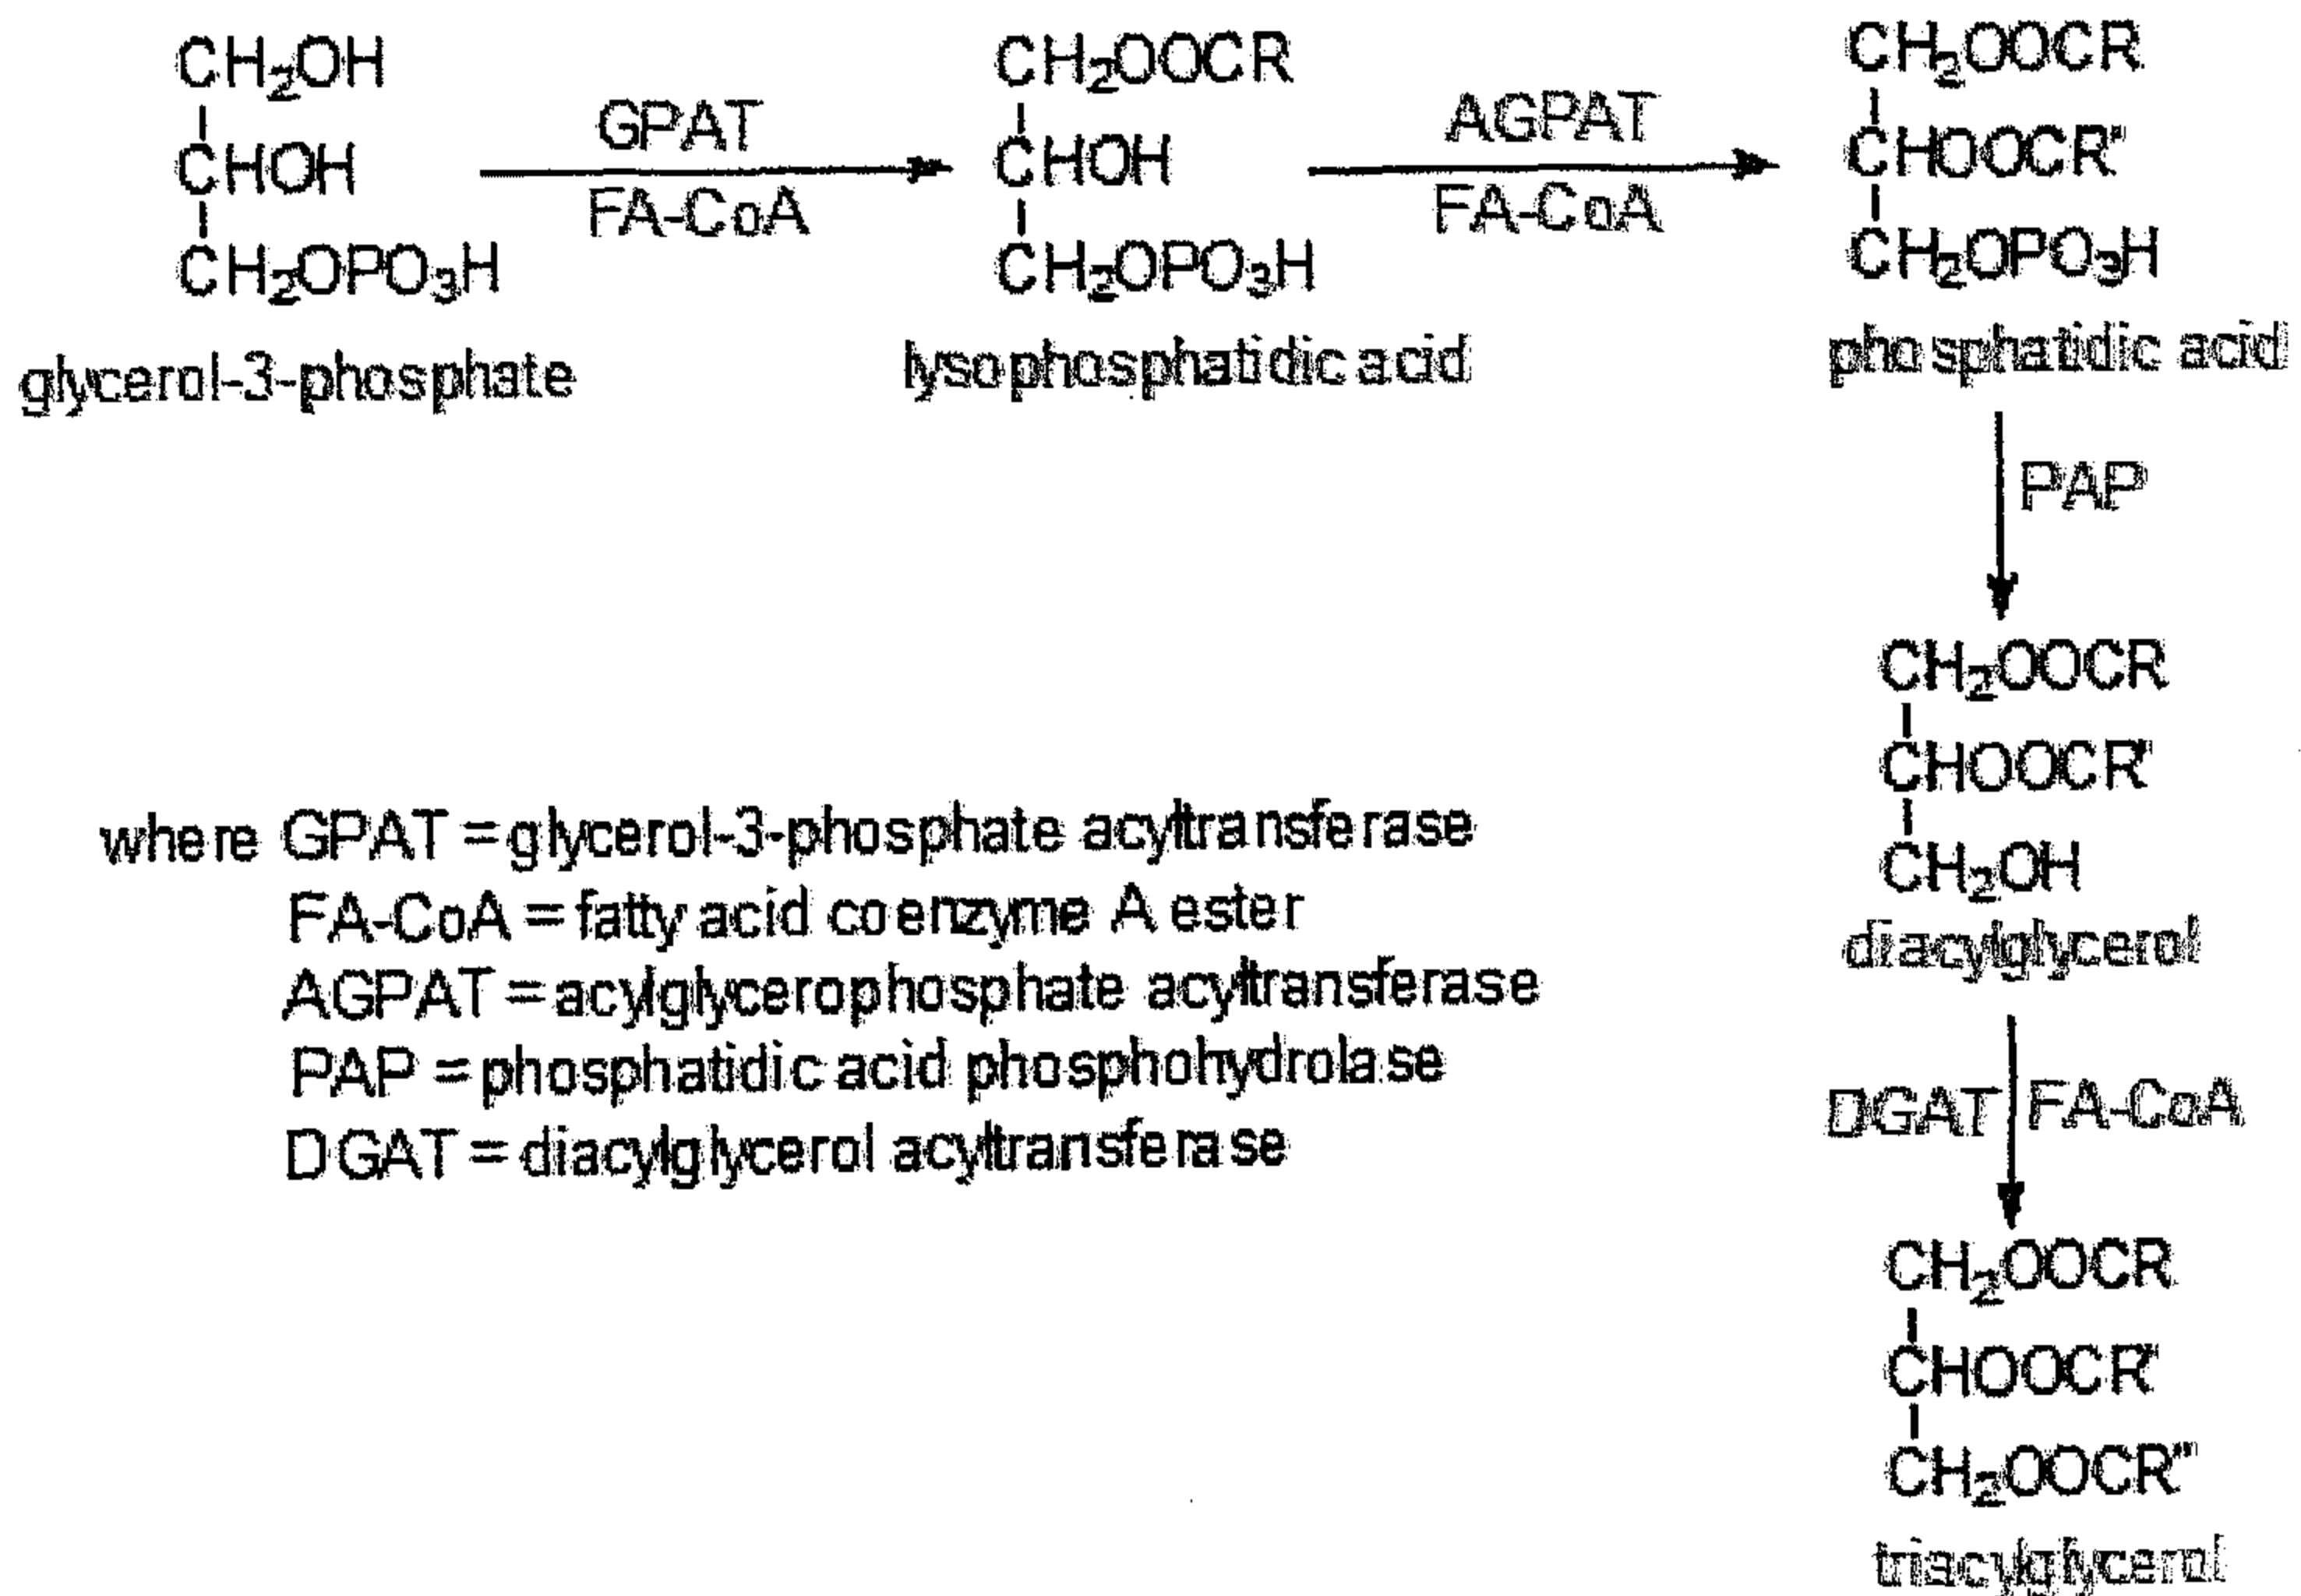 CH2OH
CHOH
CH2OPO3H
glycerol-3-phosphate
GPAT
FA-CoA
CH2OOCR
CHOH
CH2OPO3H
lysophosphatidic acid
AGPAT
FA-CoA
CH2OOCR
CHOOCR'
CH2OPO3H
phosphatidic acid
PAP
CH2OOCR
CHOOCR'
CH2OH
diacylglycerol
DGAT FA-CoA
CH2OOCR
CHOOCR'
CH2OOCR"
triacylglycerol
where GPAT = glycerol-3-phosphate acyltransferase
FA-CoA = fatty acid coenzyme A ester
AGPAT = acylglycerophosphate acyltransferase
PAP = phosphatidic acid phosphohydrolase
DGAT = diacylglycerol acyltransferase